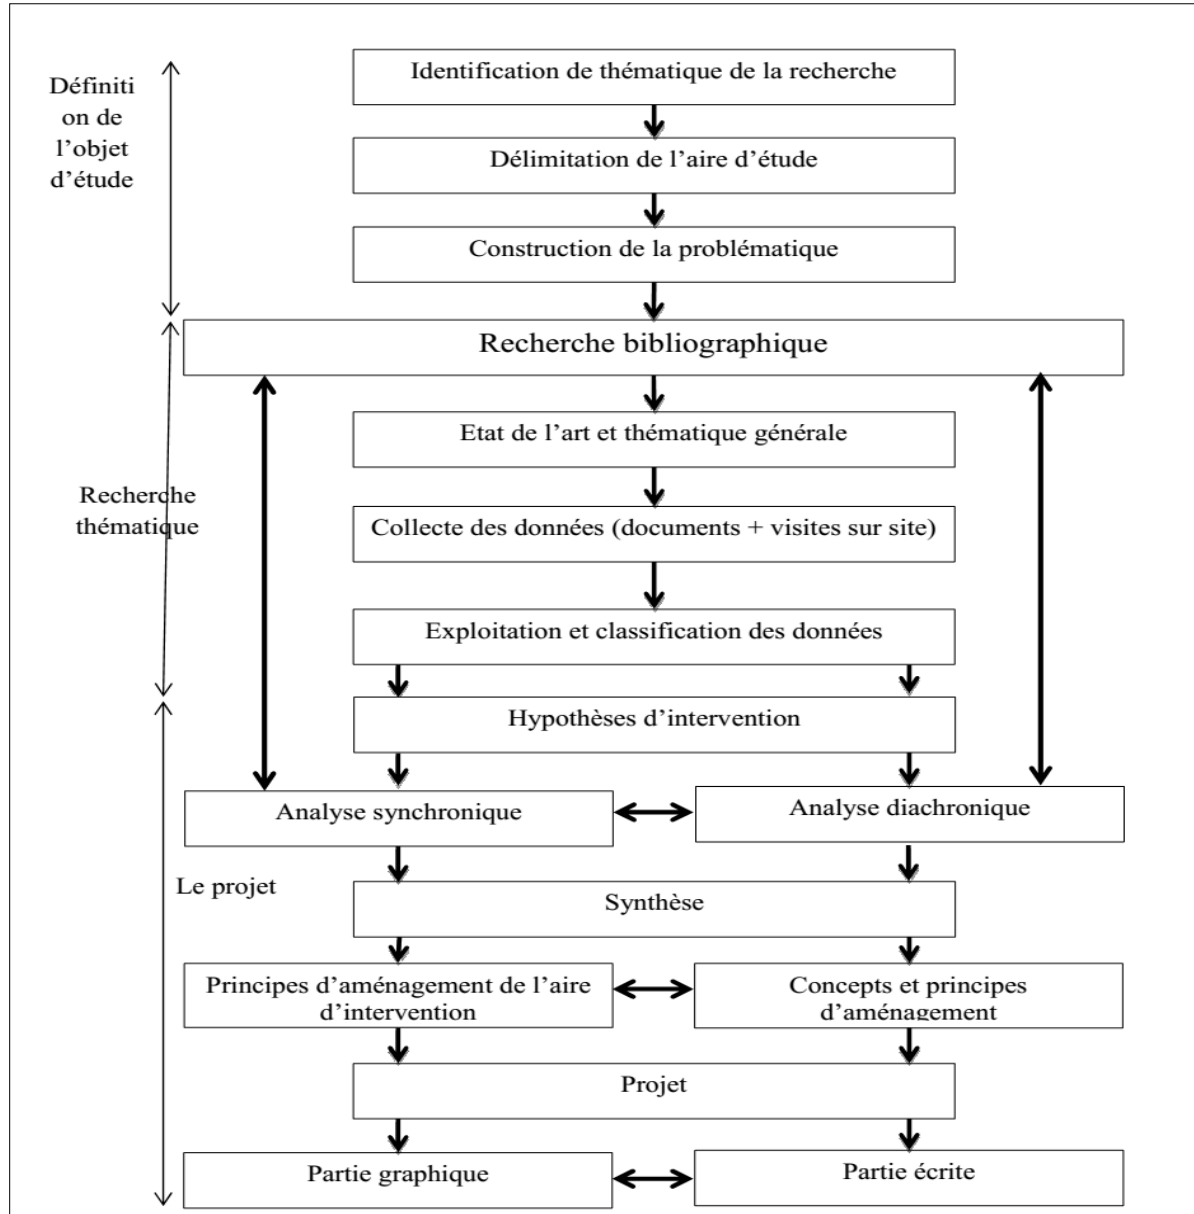 Définiti
on de
l’objet
d’étude
Identification de thématique de la recherche
Délimitation de l’aire d’étude
Construction de la problématique
Recherche bibliographique
Etat de l’art et thématique générale
Recherche
thématique
Collecte des données (documents + visites sur site)
Exploitation et classification des données
Hypothèses d’intervention
Analyse synchronique
Analyse diachronique
Le projet
Synthèse
Principes d’aménagement de l’aire
d’intervention
Concepts et principes
d’aménagement
Projet
Partie graphique
Partie écrite